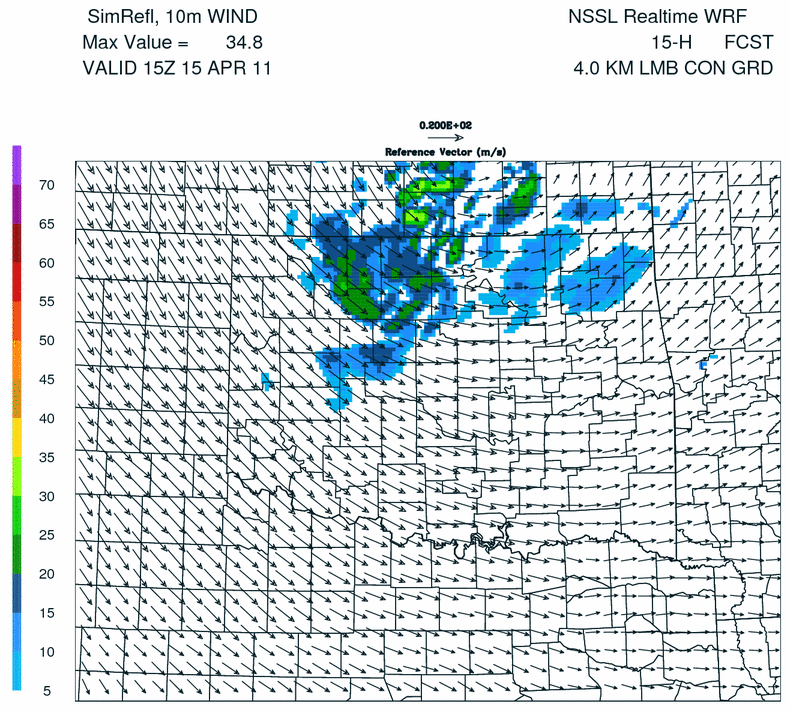 SimRefl, 10m WIND NSSL Realtime WRF
Max Value = 34.8 15-H FCST
VALID 15Z 15 APR 11 4.0 KM LMB CON GRD
0.200E+02
Reference Vector (m/s)
70
65
60
55
50
45
40
35
30
25
20
15
10
5